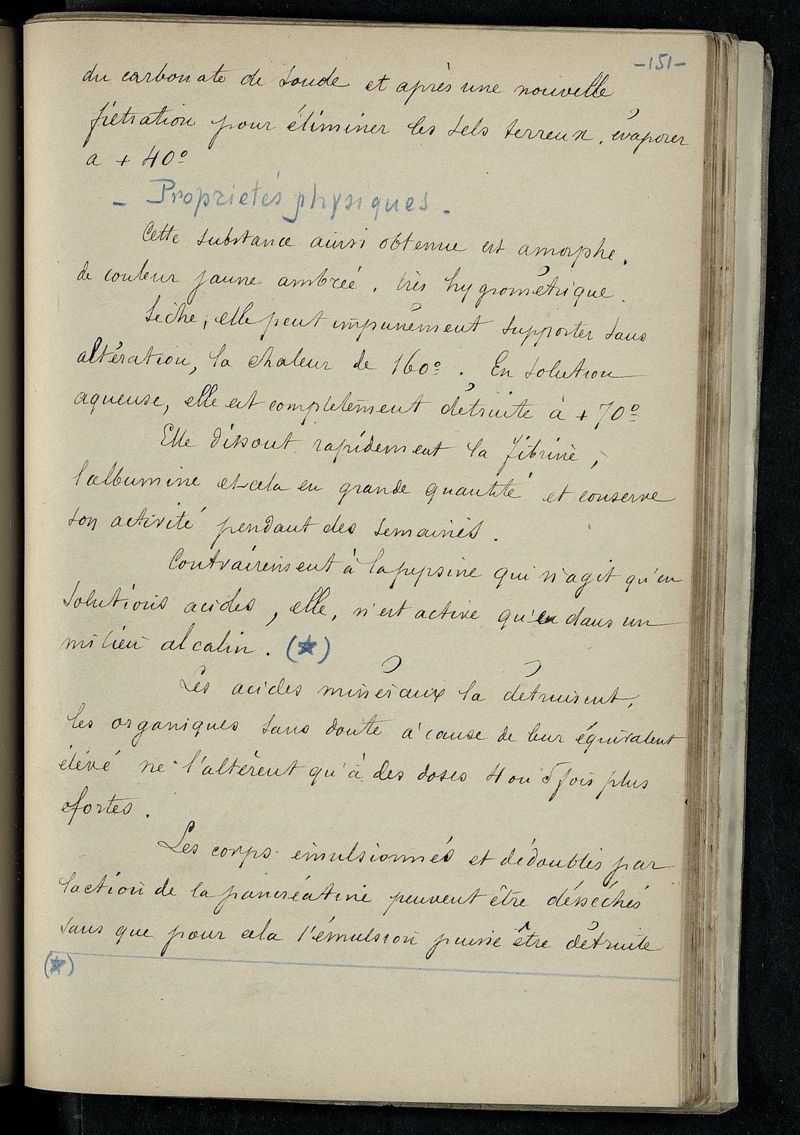 -151-
du carbonate de soude et après une nouvelle
filtration pour éliminer les sels terreux, évaporer
a + 40º
- Propriétés physiques -
Cette substance ainsi obtenue est amorphe,
de couleur jaune ambrée, très hygrométrique.
Sèche, elle peut impunément supporter sans
altération, la chaleur de 160º. En solution
aqueuse, elle est complètement détruite à + 70º
Elle dissout rapidement la fibrine,
l'albumine et cela en grande quantité et conserve
son activité pendant des semaines.
Contrairement à la pepsine qui n'agit qu'en
solutions acides, elle, n'est active qu'en dans un
milieu alcalin. (★)
Les acides minéraux la détruisent,
les organiques sans doute à cause de leur équivalent
élevé ne l'altèrent qu'à des doses 4 ou 5 fois plus
fortes.
Les corps émulsionnés et dédoublés par
l'action de la pancréatine peuvent être désséchés
sans que pour cela l'émulsion puisse être détruite
(★)